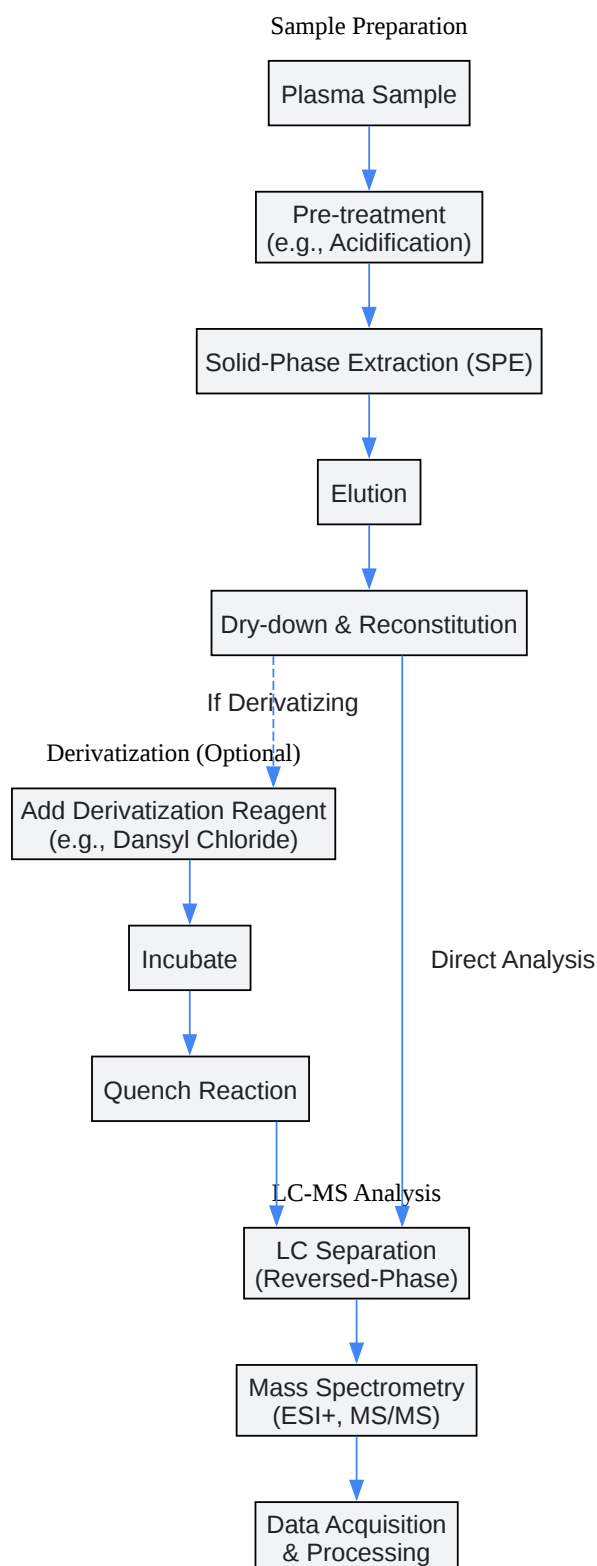 Sample Preparation
Plasma Sample
Pre-treatment
(e.g., Acidification)
Solid-Phase Extraction (SPE)
Elution
Dry-down & Reconstitution
If Derivatizing
Derivatization (Optional)
Add Derivatization Reagent
(e.g., Dansyl Chloride)
Incubate
Direct Analysis
Quench Reaction
LC-MS Analysis
LC Separation
(Reversed-Phase)
Mass Spectrometry
(ESI+, MS/MS)
Data Acquisition
& Processing